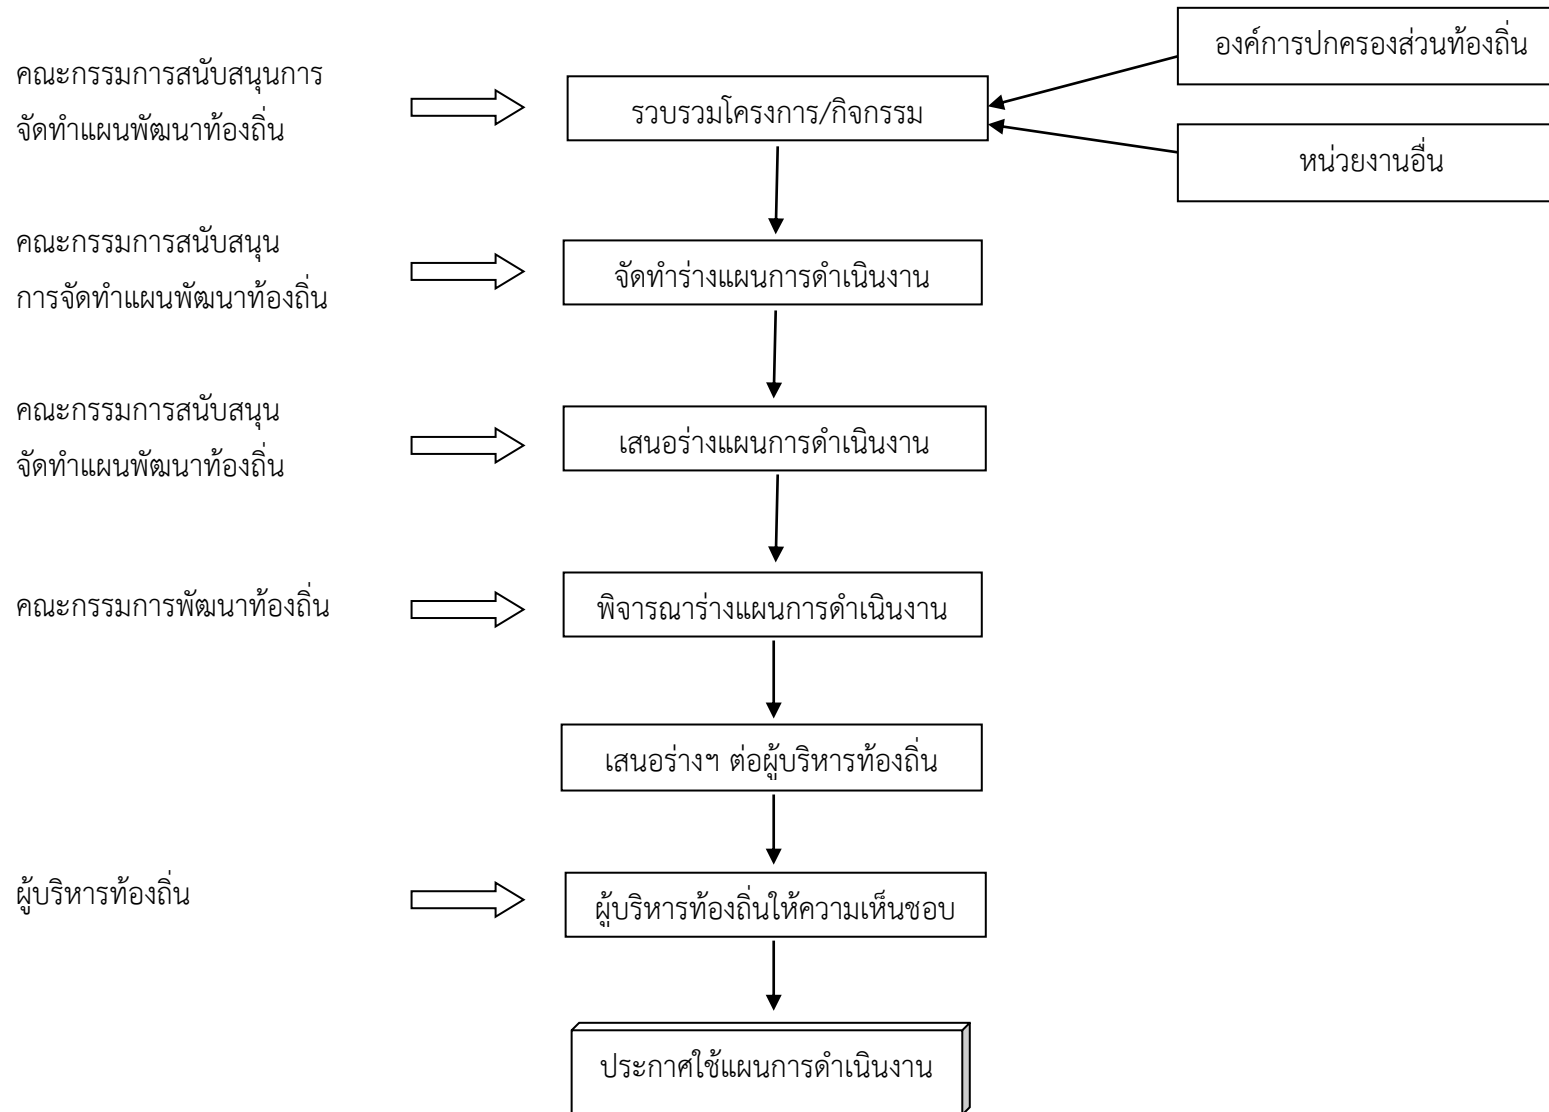 องค์การปกครองส่วนท้องถิ่น
คณะกรรมการสนับสนุนการ
จัดทำแผนพัฒนาท้องถิ่น
รวบรวมโครงการ/กิจกรรม
หน่วยงานอื่น
คณะกรรมการสนับสนุน
การจัดทำแผนพัฒนาท้องถิ่น
จัดทำร่างแผนการดำเนินงาน
คณะกรรมการสนับสนุน
จัดทำแผนพัฒนาท้องถิ่น
เสนอร่างแผนการดำเนินงาน
คณะกรรมการพัฒนาท้องถิ่น
พิจารณาร่างแผนการดำเนินงาน
เสนอร่างฯ ต่อผู้บริหารท้องถิ่น
ผู้บริหารท้องถิ่น
ผู้บริหารท้องถิ่นให้ความเห็นชอบ
ประกาศใช้แผนการดำเนินงาน